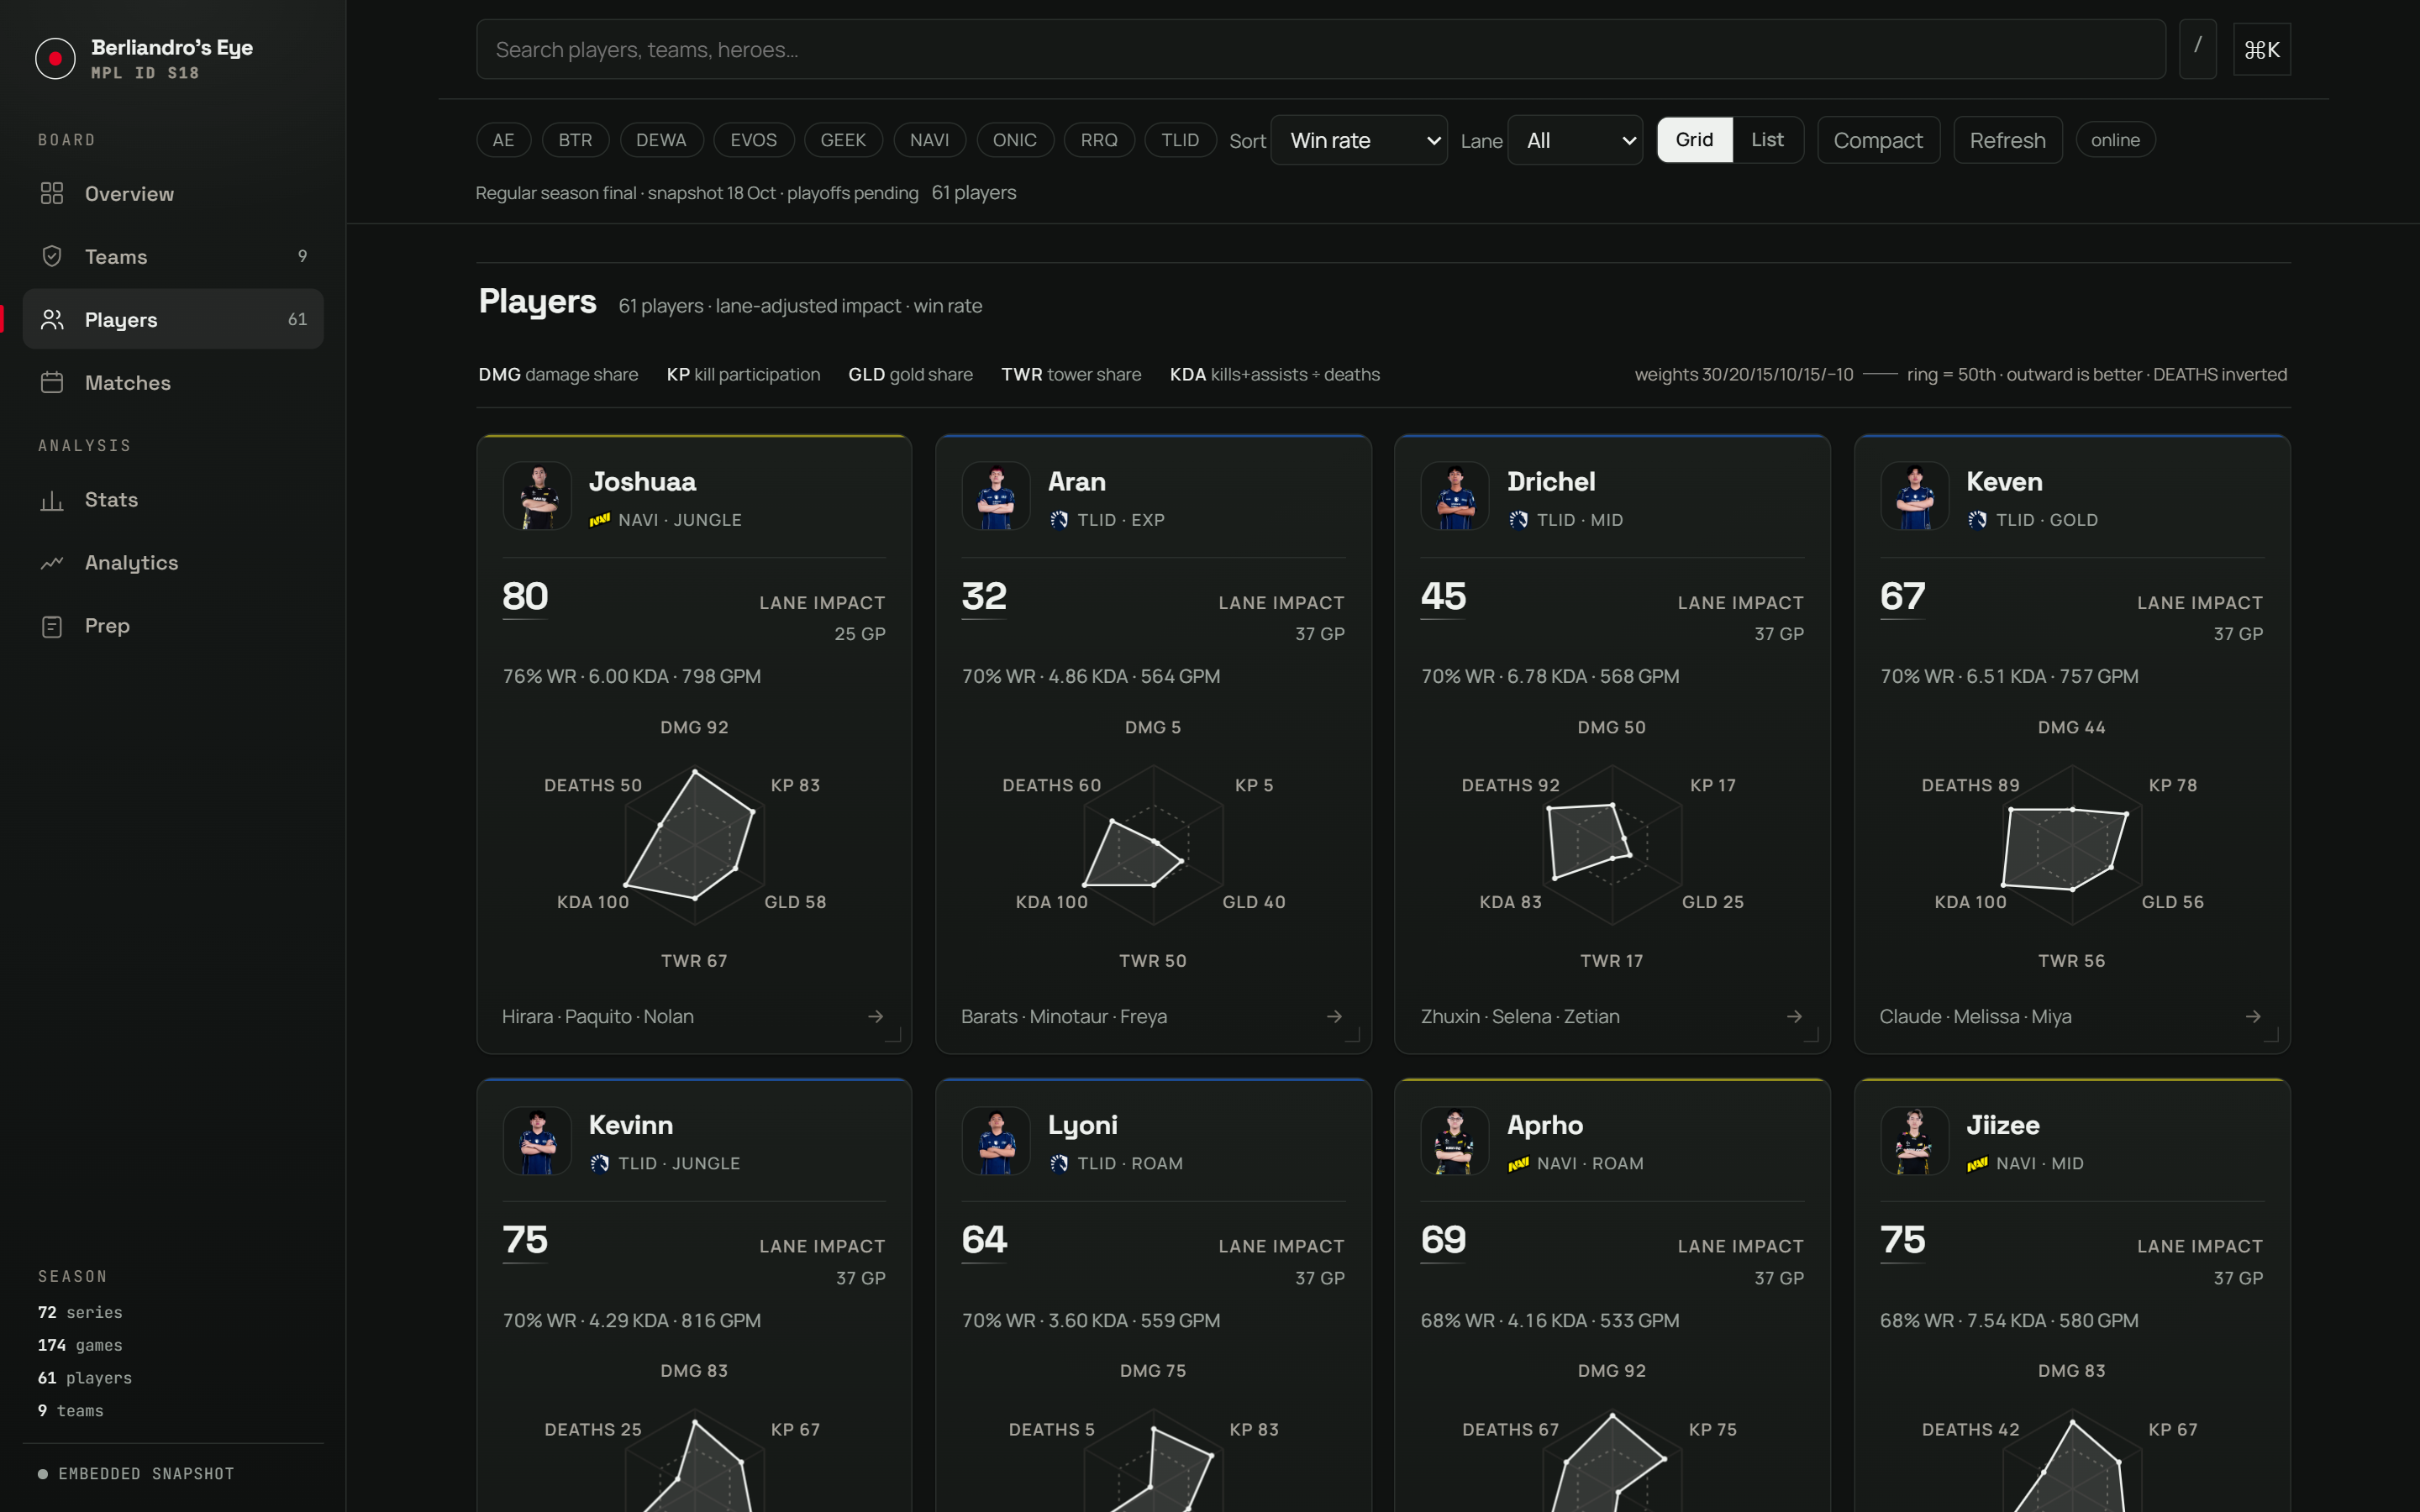 Berliandro's Eye
MPL ID S18
BOARD
Overview
Teams 9
Players 61
Matches
ANALYSIS
Stats
Analytics
Prep
SEASON
72 series
174 games
61 players
9 teams
EMBEDDED SNAPSHOT
Search players, teams, heroes...
/
⌘K
AE BTR DEWA EVOS GEEK NAVI ONIC RRQ TLID Sort Win rate Lane All Grid List Compact Refresh online
Regular season final · snapshot 18 Oct · playoffs pending 61 players
Players 61 players · lane-adjusted impact · win rate
DMG damage share KP kill participation GLD gold share TWR tower share KDA kills+assists ÷ deaths weights 30/20/15/10/15/−10 ring = 50th · outward is better · DEATHS inverted
Joshuaa
NAVI · JUNGLE
80 LANE IMPACT
25 GP
76% WR · 6.00 KDA · 798 GPM
DMG 92
DEATHS 50 KP 83
KDA 100 GLD 58
TWR 67
Hirara · Paquito · Nolan →
Aran
TLID · EXP
32 LANE IMPACT
37 GP
70% WR · 4.86 KDA · 564 GPM
DMG 5
DEATHS 60 KP 5
KDA 100 GLD 40
TWR 50
Barats · Minotaur · Freya →
Drichel
TLID · MID
45 LANE IMPACT
37 GP
70% WR · 6.78 KDA · 568 GPM
DMG 50
DEATHS 92 KP 17
KDA 83 GLD 25
TWR 17
Zhuxin · Selena · Zetian →
Keven
TLID · GOLD
67 LANE IMPACT
37 GP
70% WR · 6.51 KDA · 757 GPM
DMG 44
DEATHS 89 KP 78
KDA 100 GLD 56
TWR 56
Claude · Melissa · Miya →
Kevinn
TLID · JUNGLE
75 LANE IMPACT
37 GP
70% WR · 4.29 KDA · 816 GPM
DMG 83
DEATHS 25 KP 67
Lyoni
TLID · ROAM
64 LANE IMPACT
37 GP
70% WR · 3.60 KDA · 559 GPM
DMG 75
DEATHS 5 KP 83
Aprho
NAVI · ROAM
69 LANE IMPACT
37 GP
68% WR · 4.16 KDA · 533 GPM
DMG 92
DEATHS 67 KP 75
Jiizee
NAVI · MID
75 LANE IMPACT
37 GP
68% WR · 7.54 KDA · 580 GPM
DMG 83
DEATHS 42 KP 67